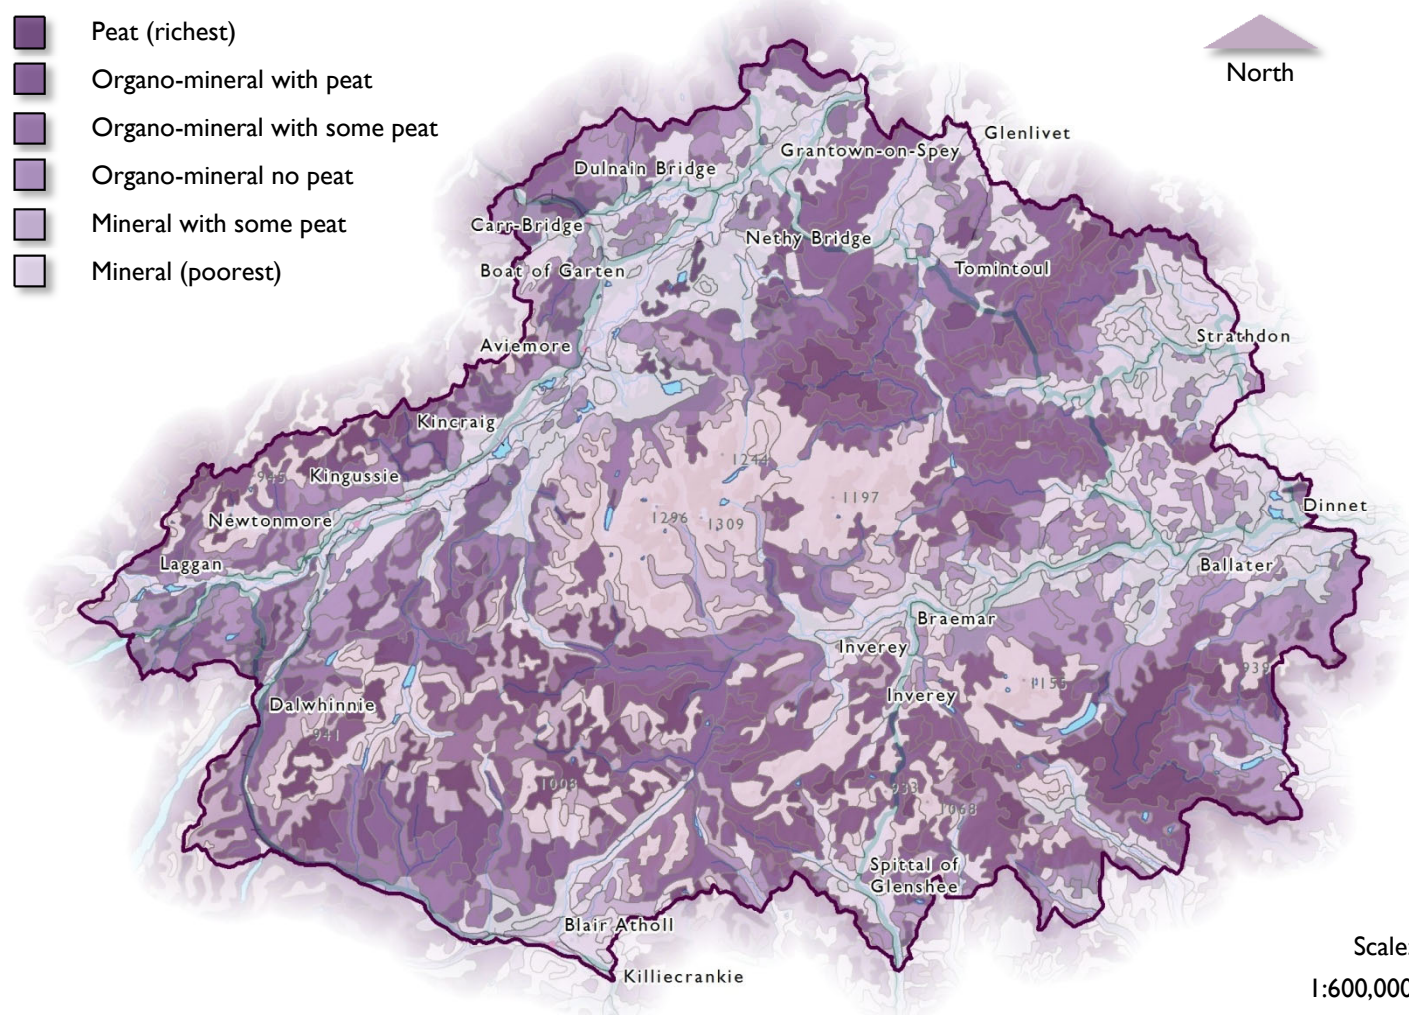 Peat (richest)
Organo-mineral with peat
Organo-mineral with some peat
Organo-mineral no peat
Mineral with some peat
Mineral (poorest)
North
Glenlivet
Grantown-on-Spey
Dulnain Bridge
Carr-Bridge
Nethy Bridge
Boat of Garten
Tomintoul
Strathdon
Aviemore
Kincraig
1244
Kingussie
1197
Dinnet
Newtonmore
1296
1309
Laggan
Ballater
Braemar
Inverey
939
Inverey
1155
Dalwhinnie
941
1008
933
1068
Spittal of
Glenshee
Blair Atholl
Killiecrankie
Scale:
1:600,000